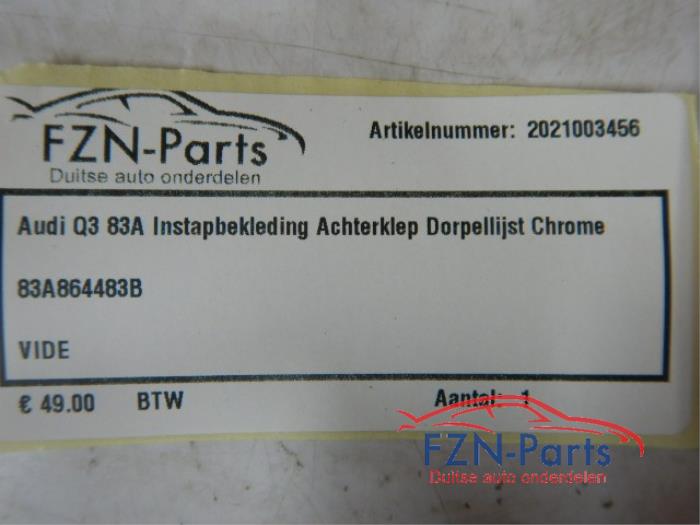 FZN-Parts
Duitse auto onderdelen
Artikelnummer: 2021003456
Audi Q3 83A Instapbekleding Achterklep Dorpellijst Chrome
83A864483B
VIDE
€ 49.00 BTW Aantal: 1
FZN-Parts
Duitse auto onderdelen